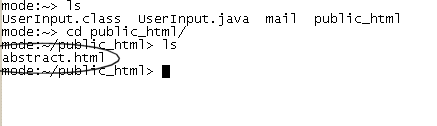 mode:~> ls
UserInput.class  UserInput.java  mail  public_html
mode:~> cd public_html/
mode:~/public_html> ls
abstract.html
mode:~/public_html>